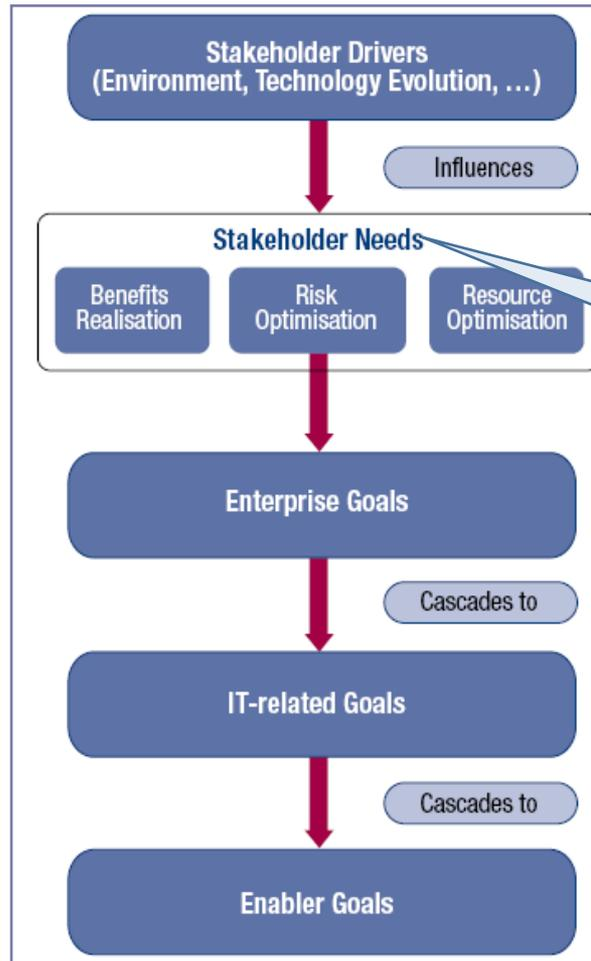 Stakeholder Drivers
(Environment, Technology Evolution, …)
Influences
Stakeholder Needs
Benefits
Realisation
Risk
Optimisation
Resource
Optimisation
Enterprise Goals
Cascades to
IT-related Goals
Cascades to
Enabler Goals